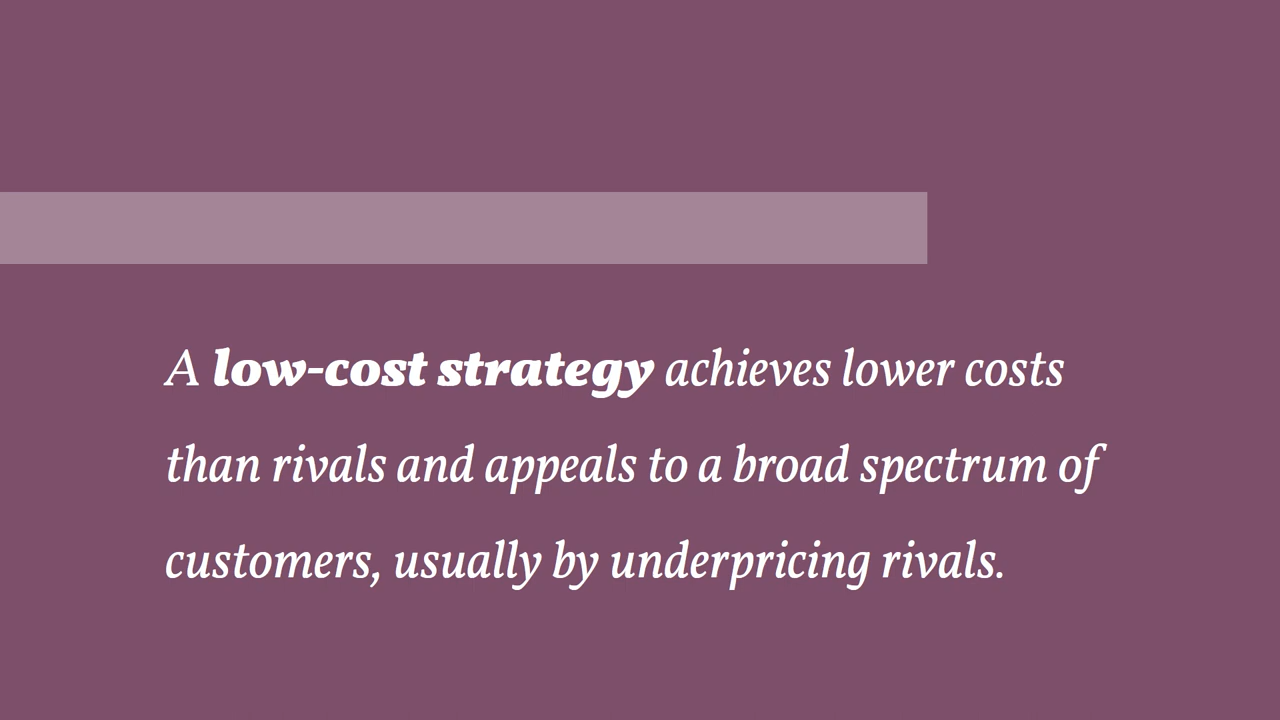 A low-cost strategy achieves lower costs
than rivals and appeals to a broad spectrum of
customers, usually by underpricing rivals.